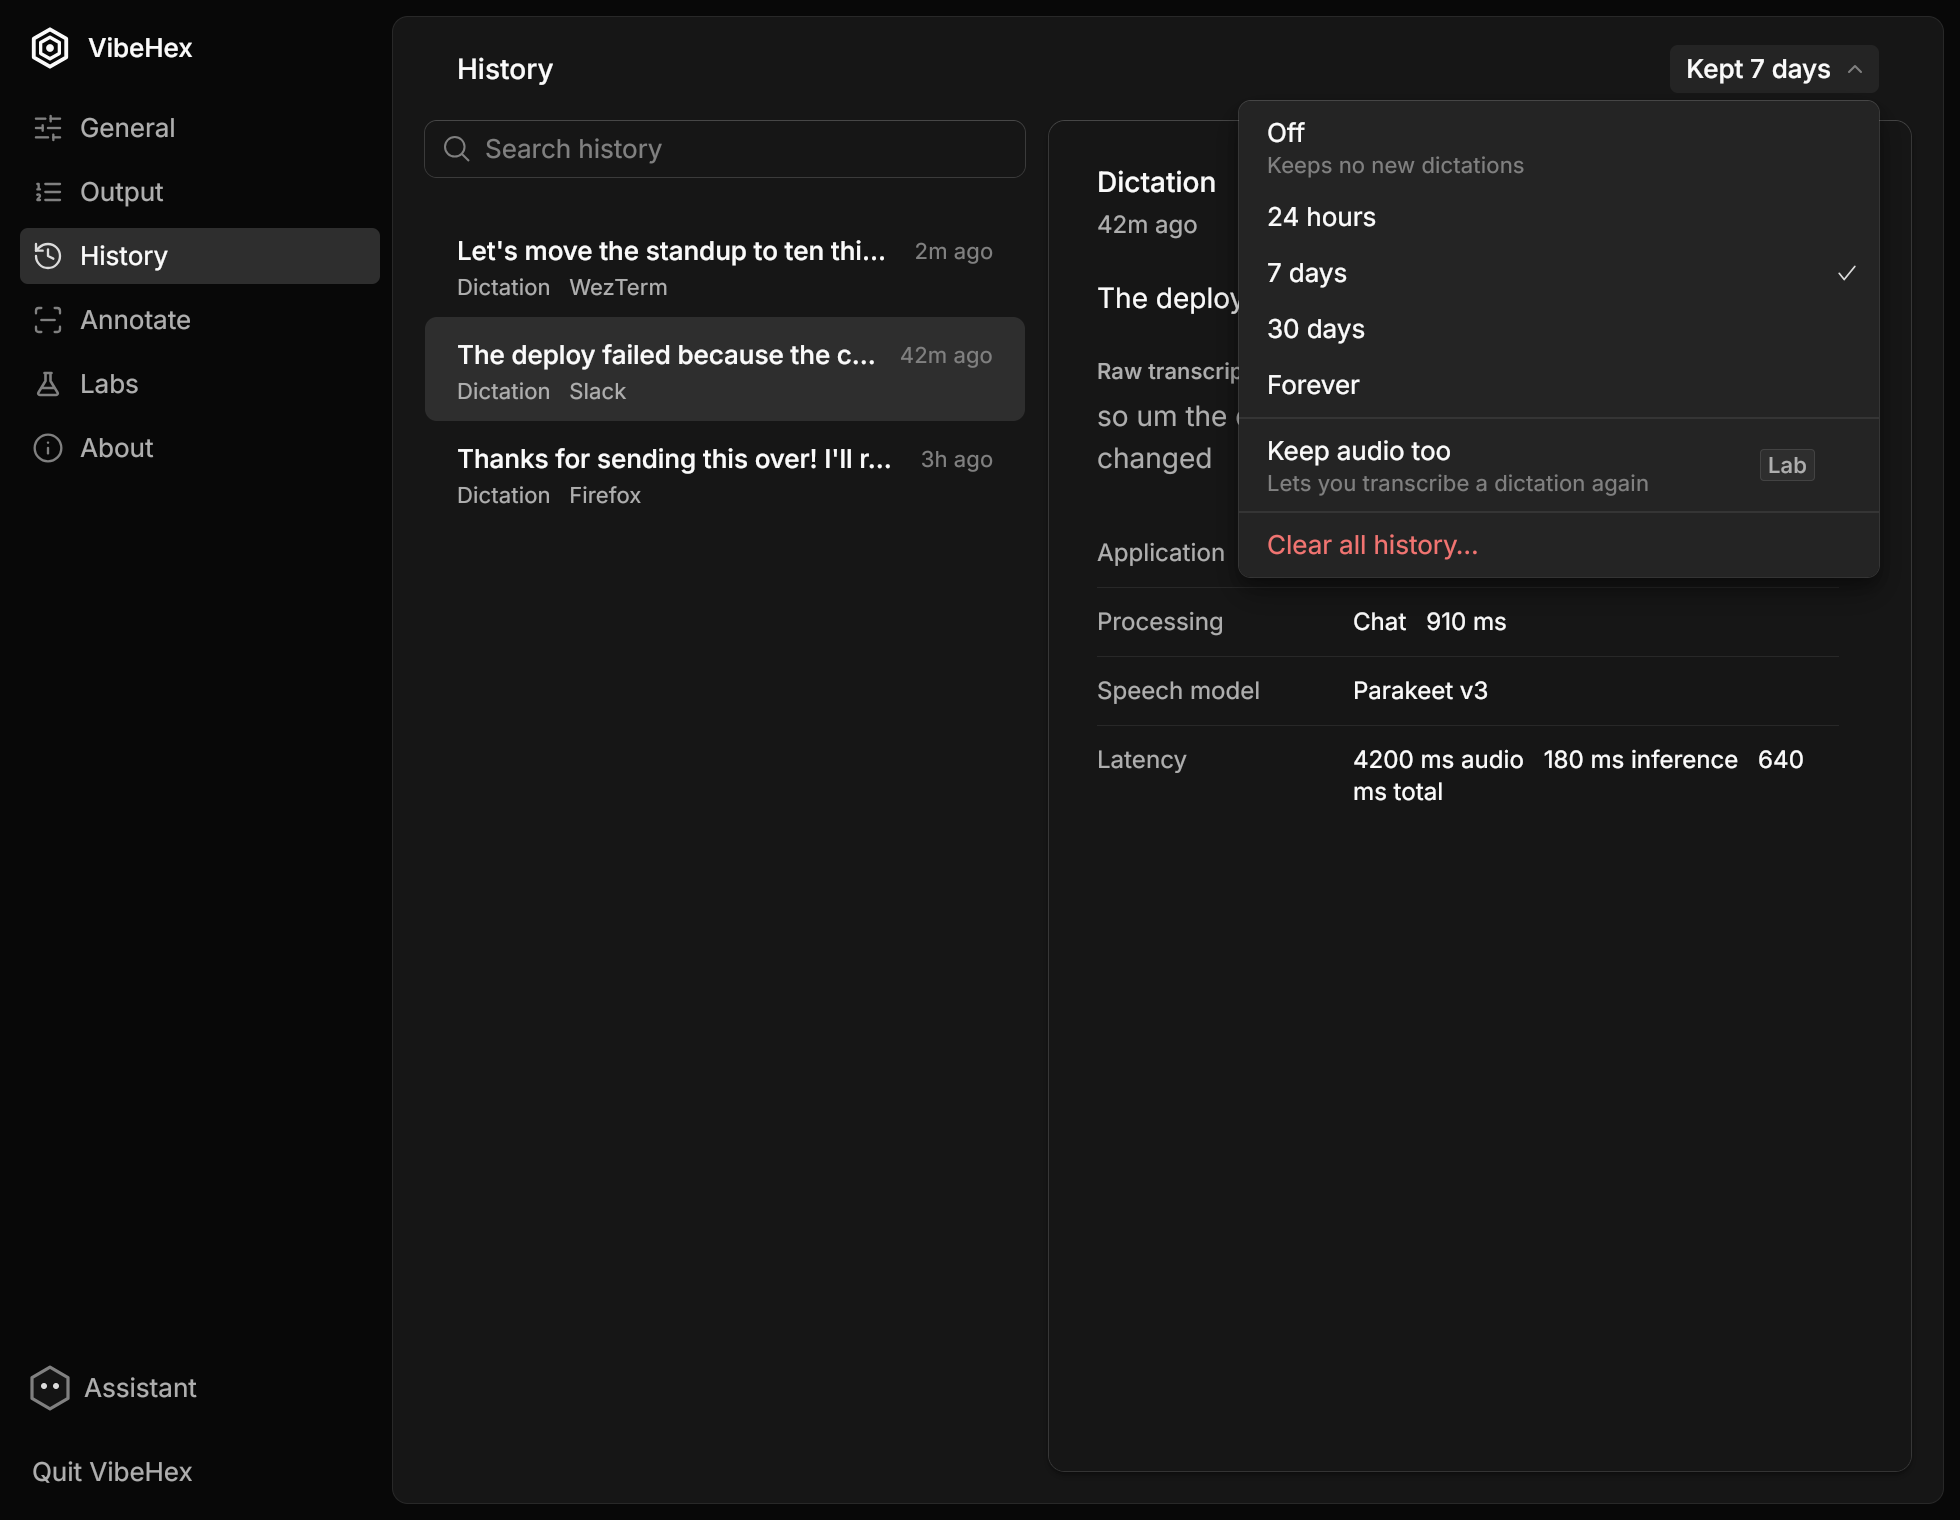 VibeHex
General
Output
History
Annotate
Labs
About
Assistant
Quit VibeHex
History
Kept 7 days
Search history
Let's move the standup to ten thi... 2m ago
Dictation WezTerm
The deploy failed because the c... 42m ago
Dictation Slack
Thanks for sending this over! I'll r... 3h ago
Dictation Firefox
Dictation
42m ago
The deploy
Raw transcrip
so um the
changed
Application
Processing Chat 910 ms
Speech model Parakeet v3
Latency 4200 ms audio 180 ms inference 640
ms total
Off
Keeps no new dictations
24 hours
7 days
30 days
Forever
Keep audio too
Lets you transcribe a dictation again
Lab
Clear all history...